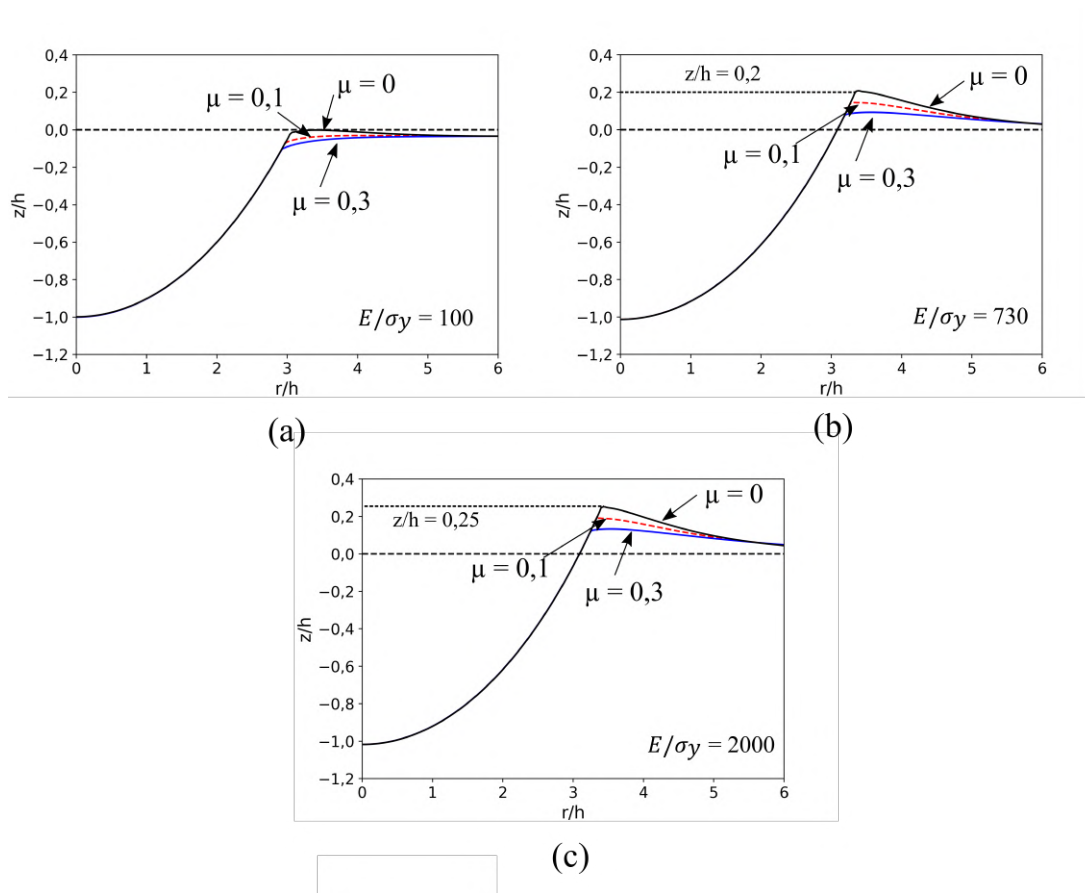 0,4
0,2
0,0
−0,2
−0,4
−0,6
−0,8
−1,0
−1,2
z/h
μ = 0,1
μ = 0
μ = 0,3
E/σy = 100
0 1 2 3 4 5 6
r/h
(a)
0,4
0,2
0,0
−0,2
−0,4
−0,6
−0,8
−1,0
−1,2
z/h
z/h = 0,2
μ = 0
μ = 0,1
μ = 0,3
E/σy = 730
0 1 2 3 4 5 6
r/h
(b)
0,4
0,2
0,0
−0,2
−0,4
−0,6
−0,8
−1,0
−1,2
z/h
z/h = 0,25
μ = 0
μ = 0,1
μ = 0,3
E/σy = 2000
0 1 2 3 4 5 6
r/h
(c)